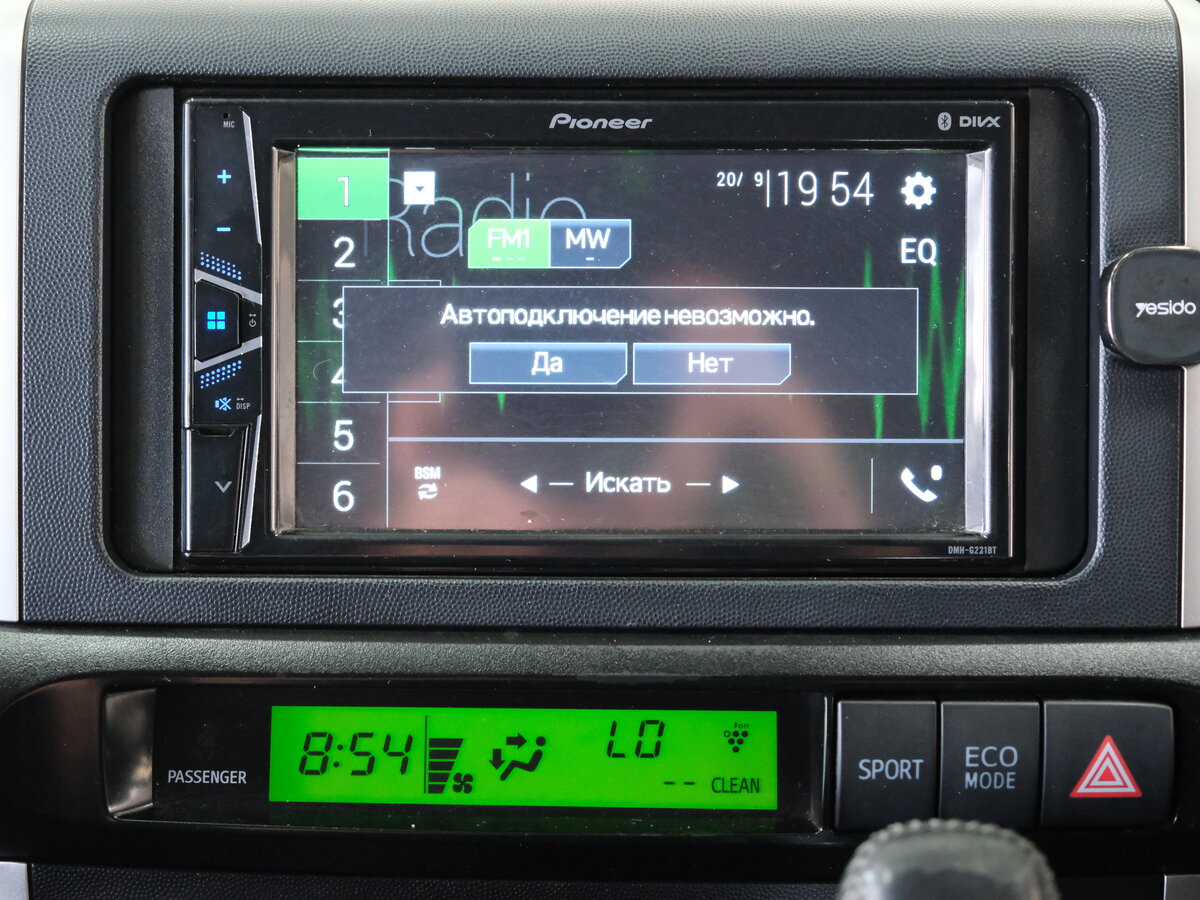 Pioneer
DIVX
MIC
1
Radio
20/ 9 19 54
FM1 MW
2
EQ
3
Автоподключение невозможно.
Да Нет
4
DISP
5
BSM
Искать
6
DMH-G221BT
yesido
PASSENGER
8:54
LO
Ion
-- CLEAN
SPORT
ECO
MODE